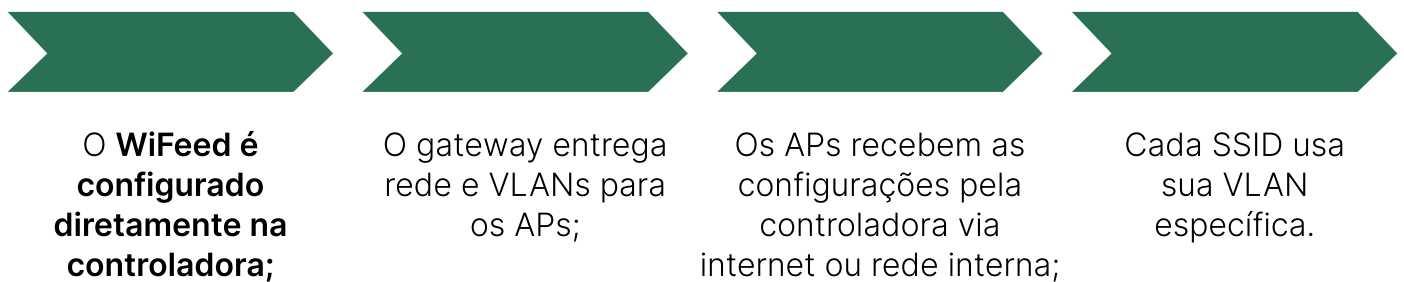 O WiFeed é
configurado
diretamente na
controladora;
O gateway entrega
rede e VLANs para
os APs;
Os APs recebem as
configurações pela
controladora via
internet ou rede interna;
Cada SSID usa
sua VLAN
específica.